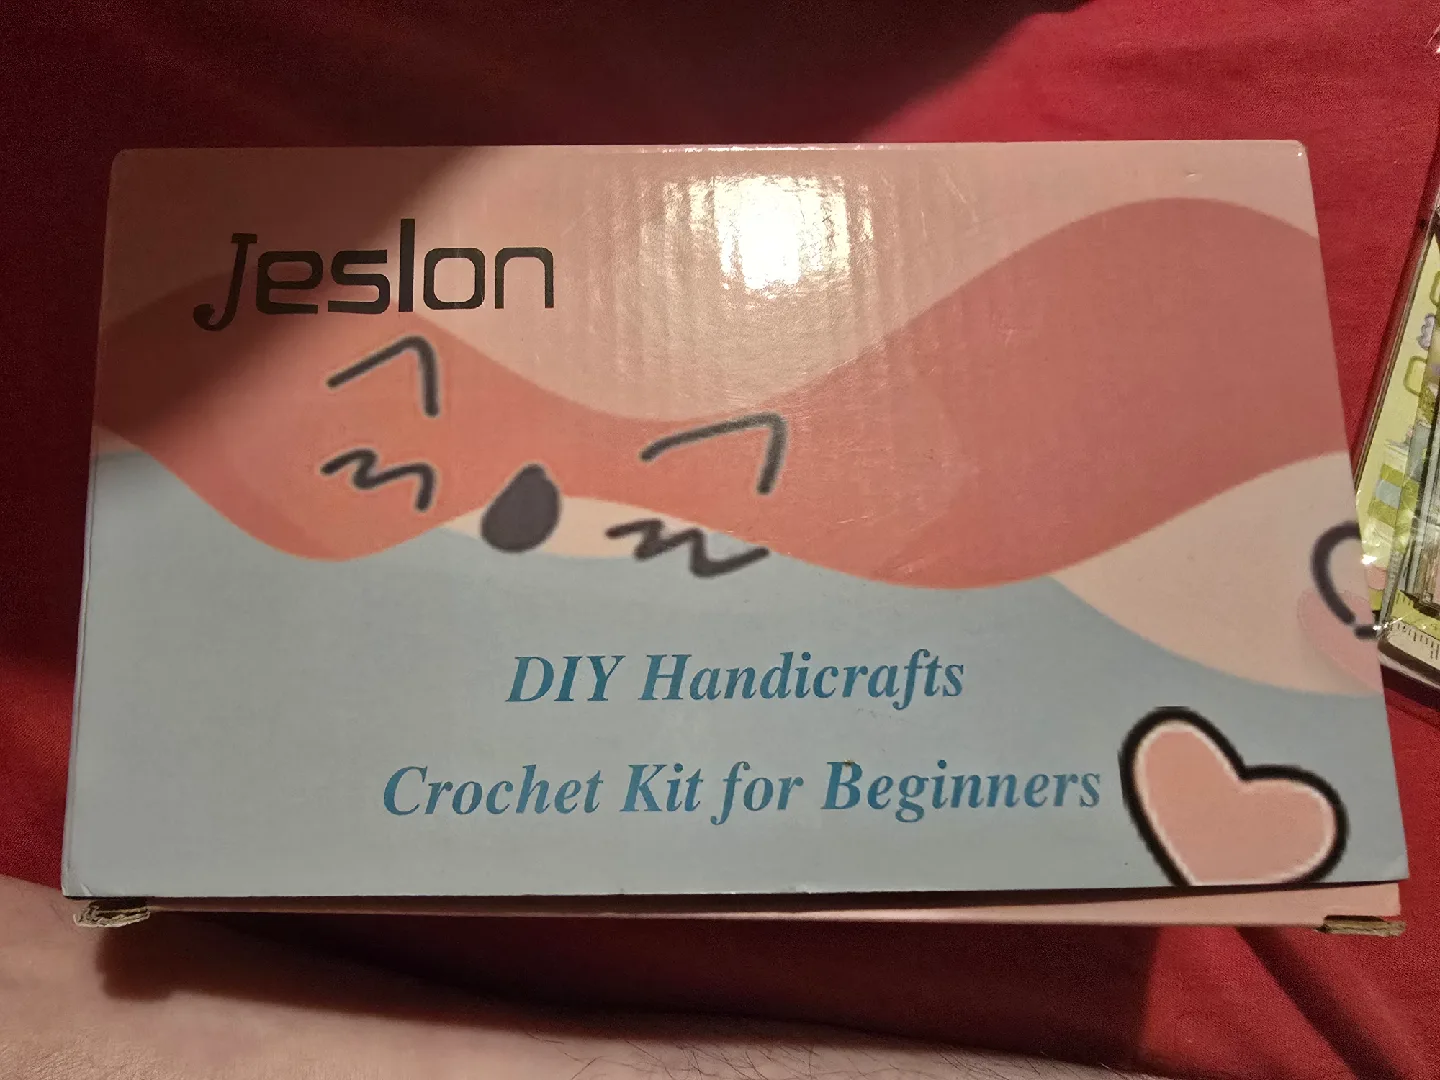 Jeslon
DIY Handicrafts
Crochet Kit for Beginners